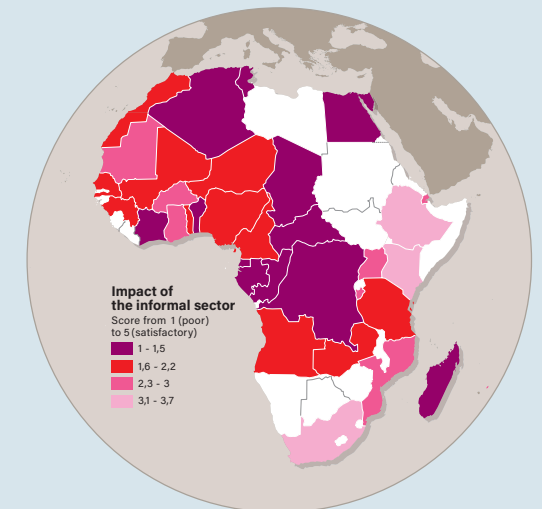 Impact of
the informal sector
Score from 1 (poor)
to 5 (satisfactory)
1 - 1,5
1,6 - 2,2
2,3 - 3
3,1 - 3,7